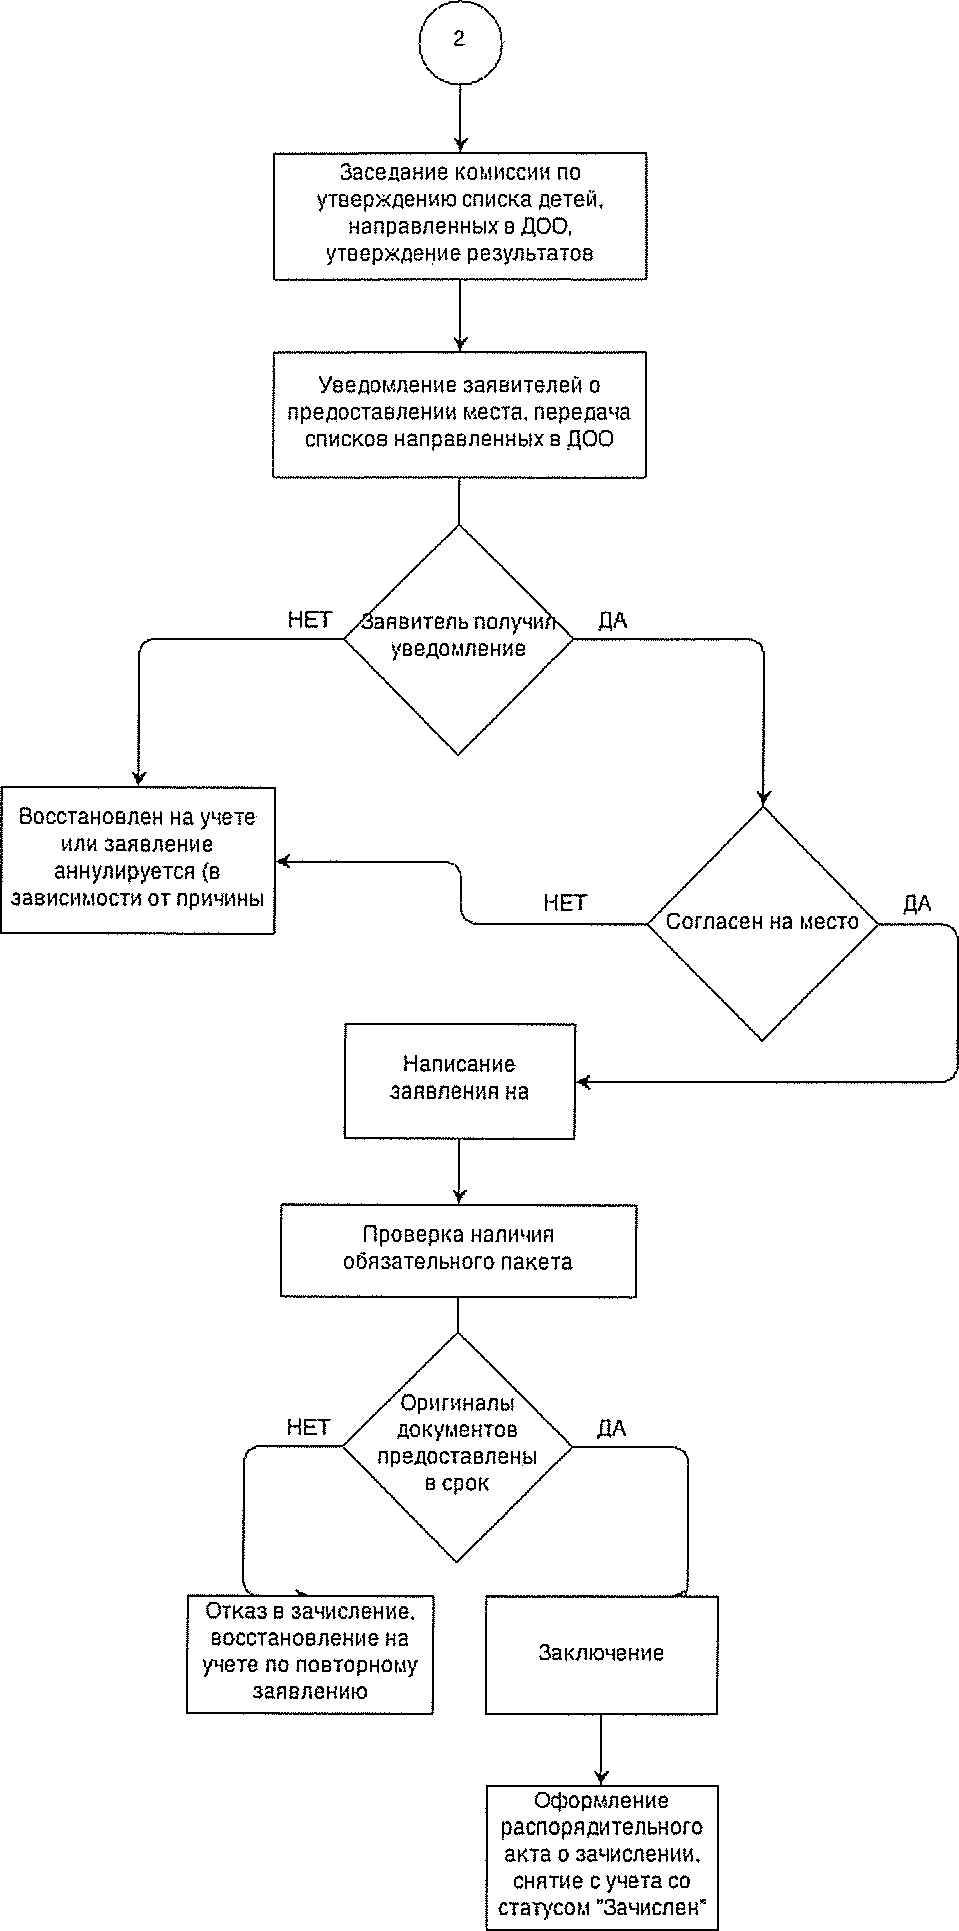 2
Заседание комиссии по
утверждению списка детей,
направленных в ДОО,
утверждение результатов
Уведомление заявителей о
предоставлении места, передача
списков направленных в ДОО
НЕТ
Заявитель получил
уведомление
ДА
Восстановлен на учете
или заявление
аннулируется (в
зависимости от причины
НЕТ
Согласен на место
ДА
Написание
заявления на
Проверка наличия
обязательного пакета
НЕТ
Оригиналы
документов
предоставлены
в срок
ДА
Отказ в зачисление,
восстановление на
учете по повторному
заявлению
Заключение
Оформление
распорядительного
акта о зачислении,
снятие с учета со
статусом "Зачислен"